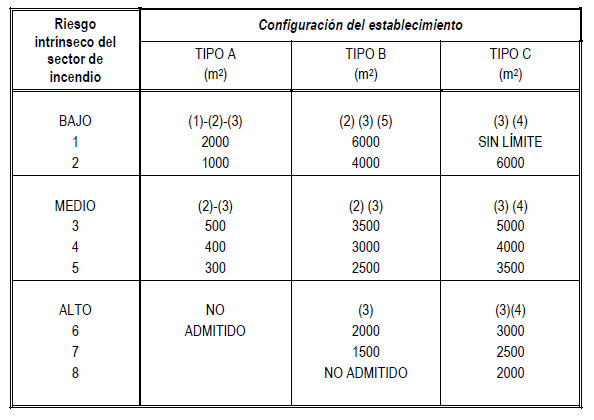 Riesgo intrínseco del sector de incendio
Configuración del establecimiento
TIPO A (m2)
TIPO B (m2)
TIPO C (m2)
BAJO (1)-(2)-(3) (2) (3) (5) (3) (4)
1 2000 6000 SIN LÍMITE
2 1000 4000 6000
MEDIO (2)-(3) (2) (3) (3) (4)
3 500 3500 5000
4 400 3000 4000
5 300 2500 3500
ALTO NO (3) (3)(4)
6 ADMITIDO 2000 3000
7 1500 2500
8 NO ADMITIDO 2000